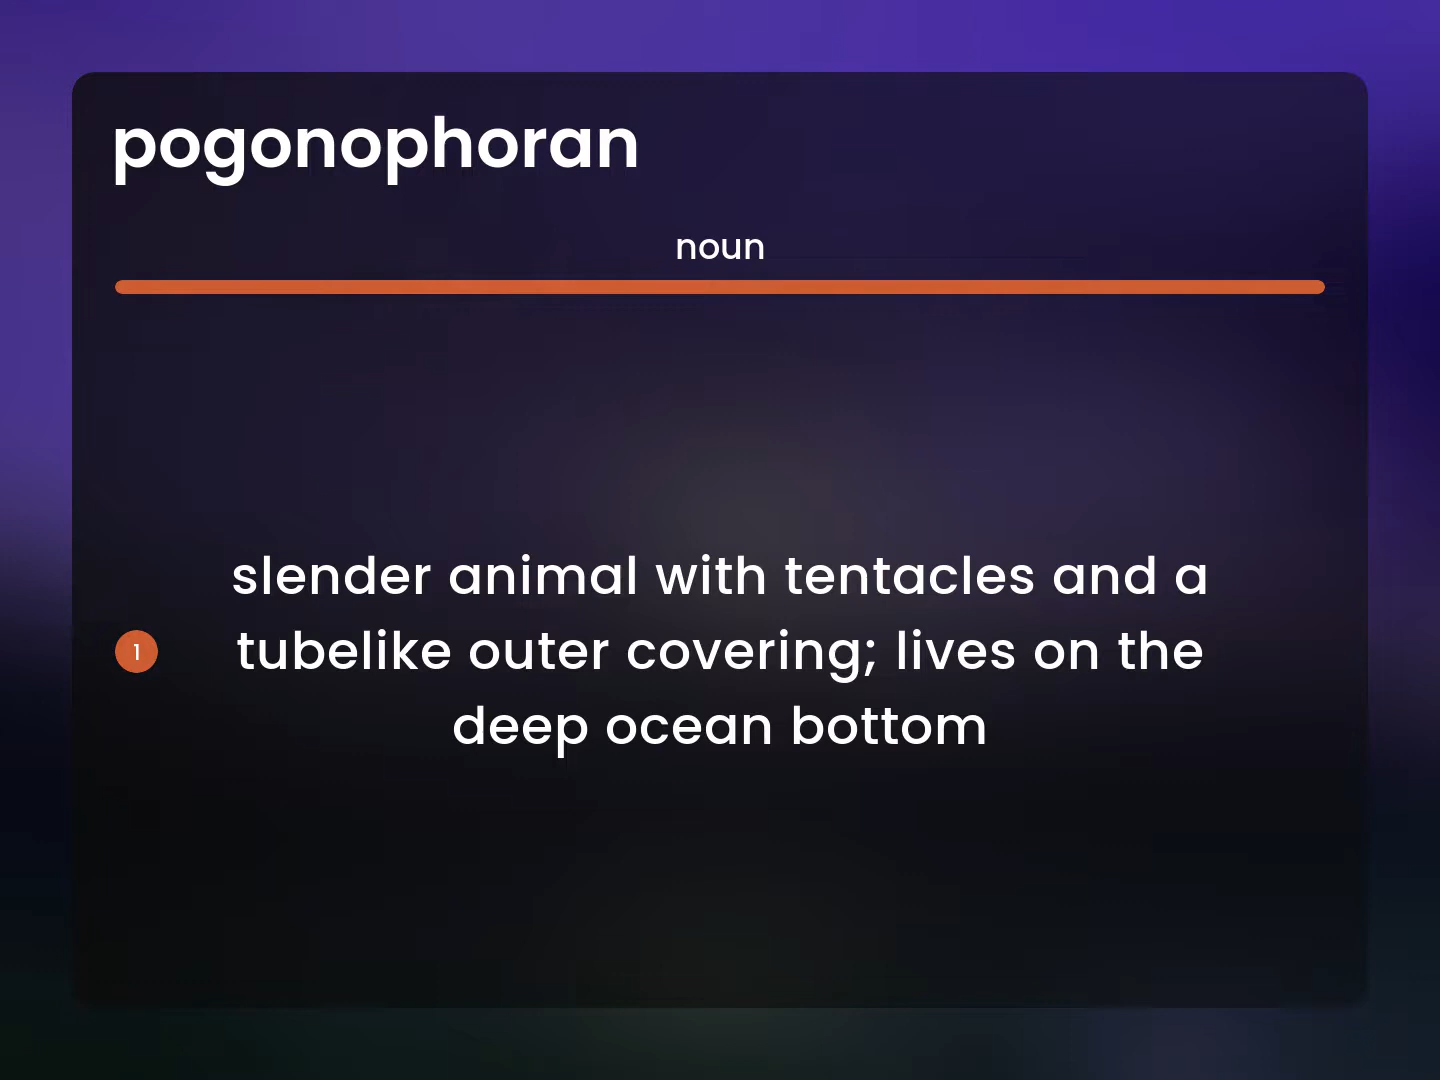 pogonophoran
noun
slender animal with tentacles and a
1 tubelike outer covering; lives on the
deep ocean bottom